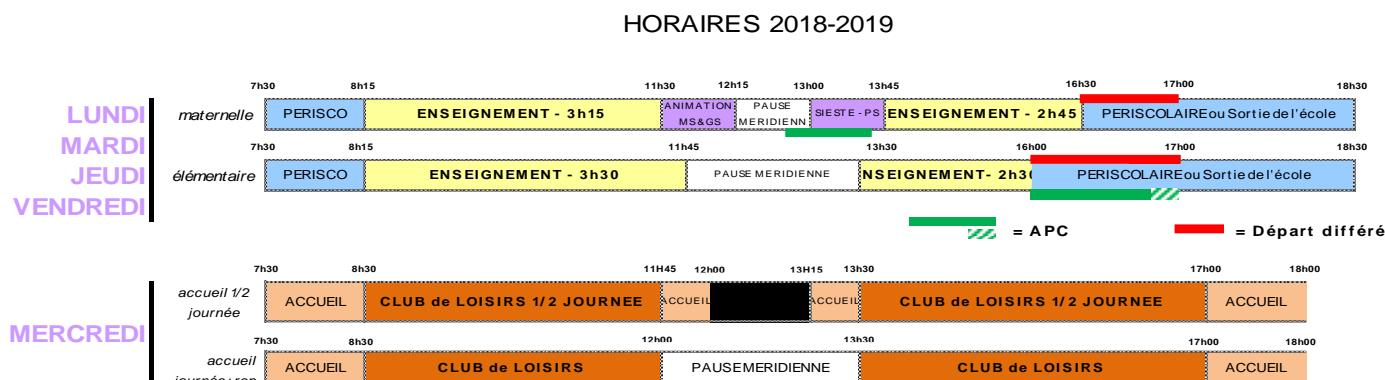 HORAIRES 2018-2019
7h30 8h15 11h30 12h15 13h00 13h45 16h30 17h00 18h30
LUNDI
MARDI
JEUDI
VENDREDI
maternelle
PERISCO
ENSEIGNEMENT - 3h15
ANIMATION
MS&GS
PAUSE
MERIDIENN
SIESTE - PS
ENSEIGNEMENT - 2h45
PERISCOLAIRE ou Sortie de l'école
7h30 8h15 11h45 13h30 16h00 17h00 18h30
élémentaire
PERISCO
ENSEIGNEMENT - 3h30
PAUSE MERIDIENNE
NSEIGNEMENT- 2h30
PERISCOLAIRE ou Sortie de l'école
= APC
= Départ différé
7h30 8h30 11H45 12h00 13H15 13h30 17h00 18h00
MERCREDI
accueil 1/2
journée
ACCUEIL
CLUB de LOISIRS 1/2 JOURNEE
ACCUEIL
ACCUEIL
CLUB de LOISIRS 1/2 JOURNEE
ACCUEIL
7h30 8h30 12h00 13h30 17h00 18h00
accueil
ACCUEIL
CLUB de LOISIRS
PAUSE MERIDIENNE
CLUB de LOISIRS
ACCUEIL